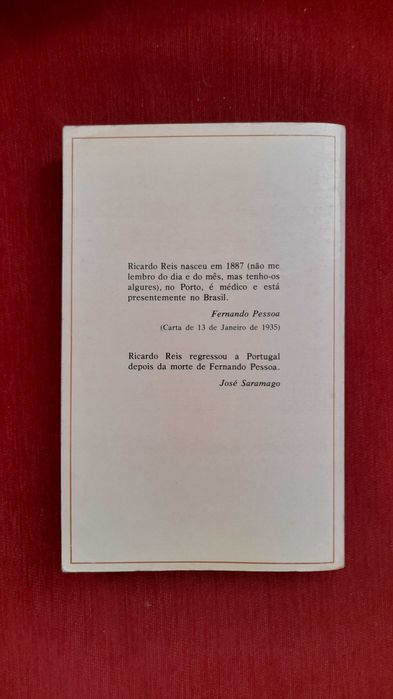 Ricardo Reis nasceu em 1887 (não me
lembro do dia e do mês, mas tenho-os
algures), no Porto, é médico e está
presentemente no Brasil.
Fernando Pessoa
(Carta de 13 de Janeiro de 1935)
Ricardo Reis regressou a Portugal
depois da morte de Fernando Pessoa.
José Saramago